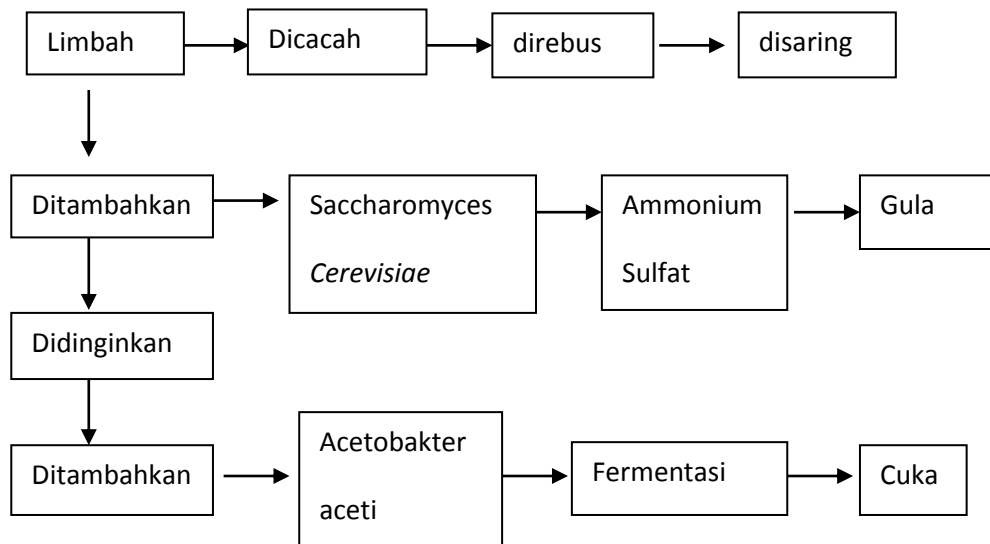 Limbah
Dicacah
direbus
disaring
Ditambahkan
Saccharomyces
Cerevisiae
Ammonium
Sulfat
Gula
Didinginkan
Ditambahkan
Acetobakter
aceti
Fermentasi
Cuka